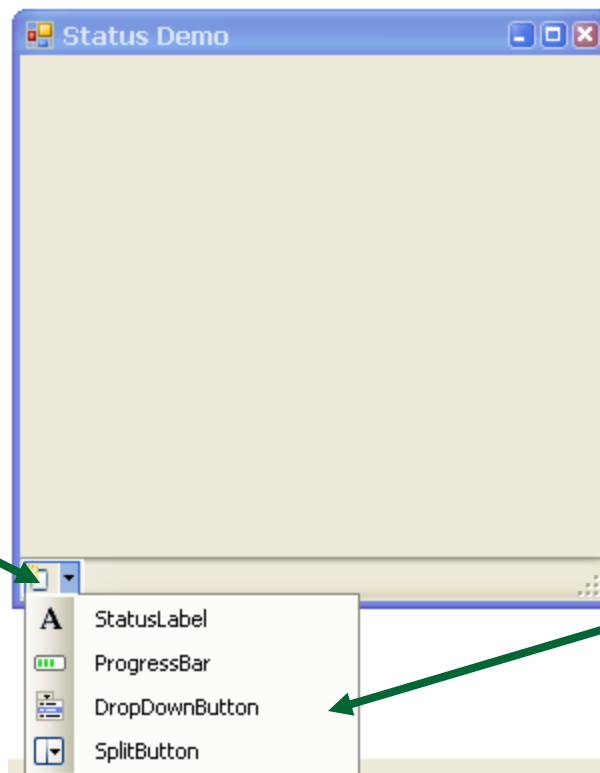 Status Demo
A StatusLabel
ProgressBar
DropDownButton
SplitButton